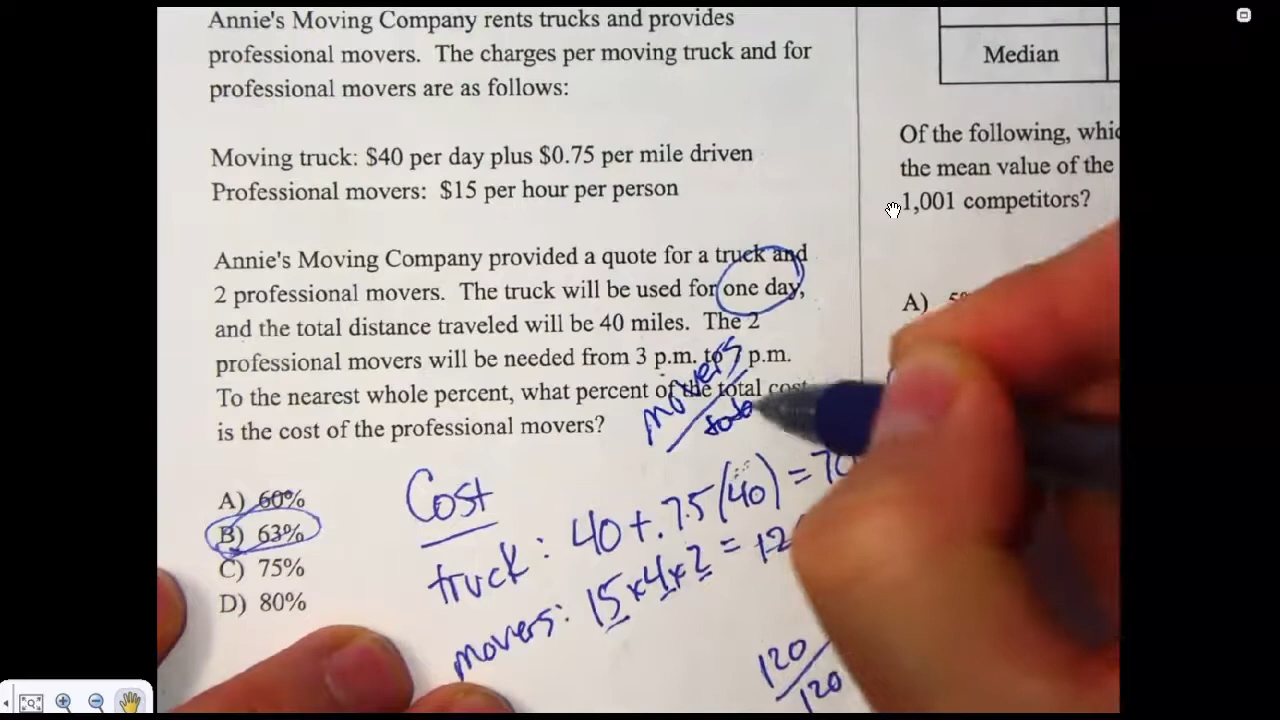 Annie's Moving Company rents trucks and provides
professional movers. The charges per moving truck and for
professional movers are as follows:
Moving truck: $40 per day plus $0.75 per mile driven
Professional movers: $15 per hour per person
Annie's Moving Company provided a quote for a truck and
2 professional movers. The truck will be used for one day,
and the total distance traveled will be 40 miles. The 2
professional movers will be needed from 3 p.m. to 7 p.m.
To the nearest whole percent, what percent of the total cost
is the cost of the professional movers?
A) 60%
B) 63%
C) 75%
D) 80%
movers
Cost
truck: 40 + .75(40) = 70
movers: 15 x 4 x 2 = 12
120
120
Median
Of the following,
the mean value of the
1,001 competitors?
A)